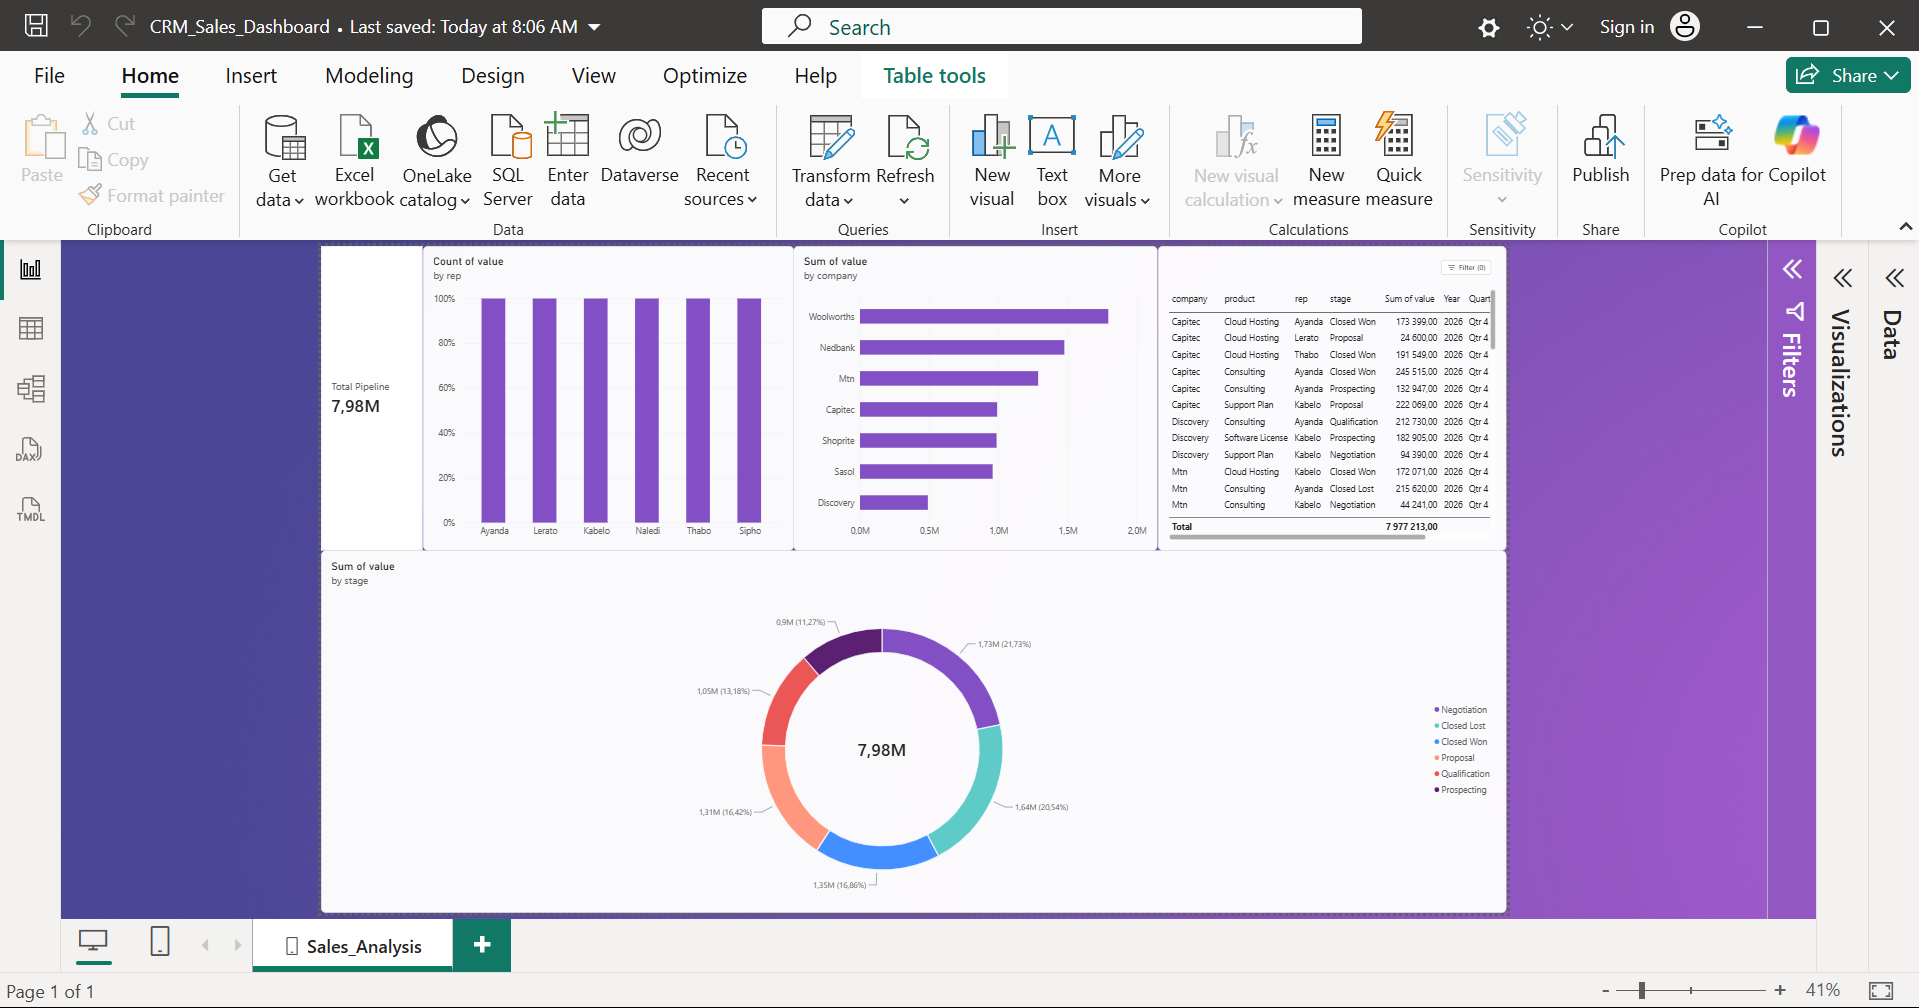 CRM_Sales_Dashboard • Last saved: Today at 8:06 AM
Search
Sign in
File
Home
Insert
Modeling
Design
View
Optimize
Help
Table tools
Share
Paste
Cut
Copy
Format painter
Clipboard
Get
data
Excel
workbook
OneLake
catalog
SQL
Server
Enter
data
Dataverse
Recent
sources
Data
Transform
data
Refresh
Queries
New
visual
Text
box
More
visuals
Insert
New visual
calculation
New
measure
Quick
measure
Calculations
Sensitivity
Sensitivity
Publish
Share
Prep data for
AI
Copilot
Copilot
DAX
TMDL
Total Pipeline
7,98M
Count of value
by rep
100%
80%
60%
40%
20%
0%
Ayanda Lerato Kabelo Naledi Thabo Sipho
Sum of value
by company
Woolworths
Nedbank
Mtn
Capitec
Shoprite
Sasol
Discovery
0,0M 0,5M 1,0M 1,5M 2,0M
Filter (0)
company product rep stage Sum of value Year Quart
Capitec Cloud Hosting Ayanda Closed Won 173 399,00 2026 Qtr 4
Capitec Cloud Hosting Lerato Proposal 24 600,00 2026 Qtr 4
Capitec Cloud Hosting Thabo Closed Won 191 549,00 2026 Qtr 4
Capitec Consulting Ayanda Closed Won 245 515,00 2026 Qtr 4
Capitec Consulting Ayanda Prospecting 132 947,00 2026 Qtr 4
Capitec Support Plan Kabelo Proposal 222 069,00 2026 Qtr 4
Discovery Consulting Ayanda Qualification 212 730,00 2026 Qtr 4
Discovery Software License Kabelo Prospecting 182 905,00 2026 Qtr 4
Discovery Support Plan Kabelo Negotiation 94 390,00 2026 Qtr 4
Mtn Cloud Hosting Kabelo Closed Won 172 071,00 2026 Qtr 4
Mtn Consulting Ayanda Closed Lost 215 620,00 2026 Qtr 4
Mtn Consulting Kabelo Negotiation 44 241,00 2026 Qtr 4
Total 7 977 213,00
Sum of value
by stage
0,9M (11,27%)
1,73M (21,73%)
1,05M (13,18%)
7,98M
1,31M (16,42%)
1,64M (20,54%)
1,35M (16,86%)
Negotiation
Closed Lost
Closed Won
Proposal
Qualification
Prospecting
Filters
Visualizations
Data
Sales_Analysis
Page 1 of 1
- + 41%